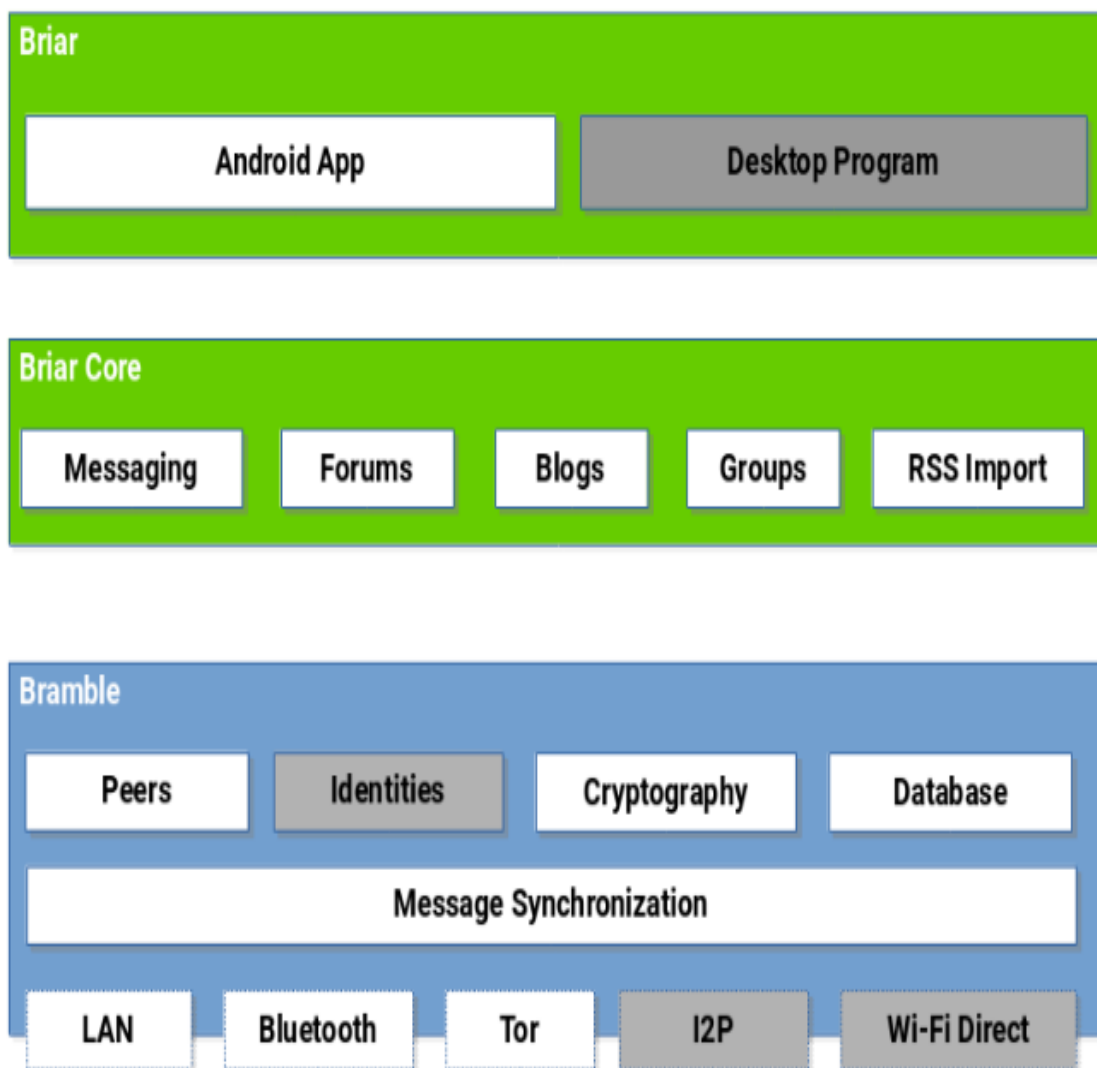 Briar
Android App
Desktop Program
Briar Core
Messaging
Forums
Blogs
Groups
RSS Import
Bramble
Peers
Identities
Cryptography
Database
Message Synchronization
LAN
Bluetooth
Tor
I2P
Wi-Fi Direct